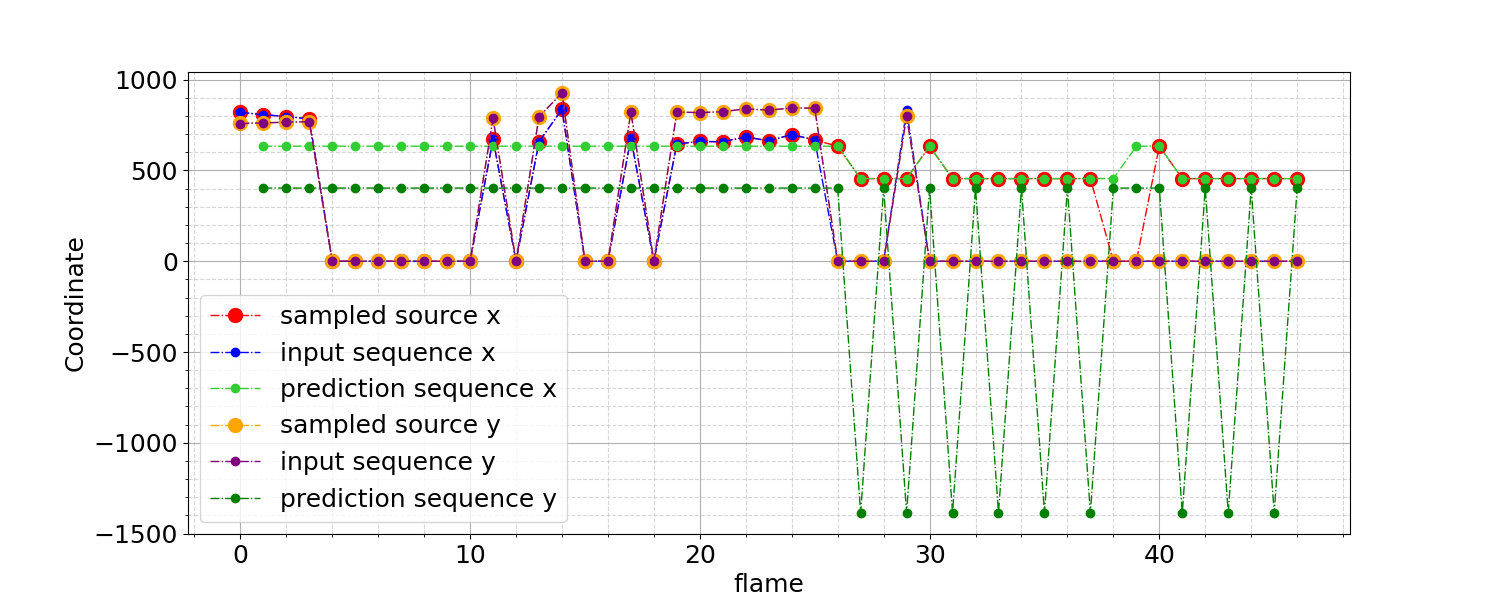 1000
500
0
−500
−1000
−1500
Coordinate
sampled source x
input sequence x
prediction sequence x
sampled source y
input sequence y
prediction sequence y
0 10 20 30 40
flame